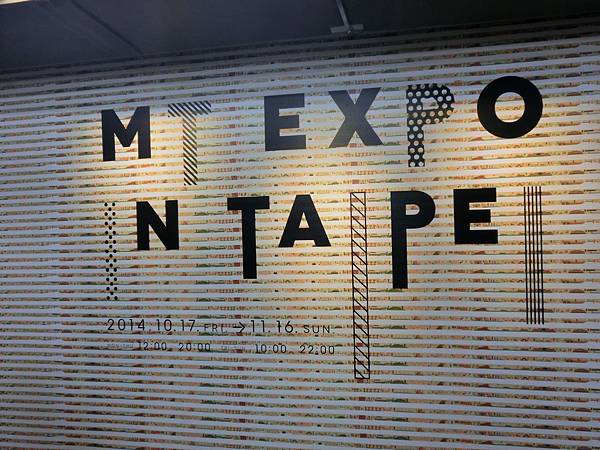 MT EXPO
IN TAIPEI
2014.10.17.FRI→11.16.SUN
12:00-20:00 10:00-22:00